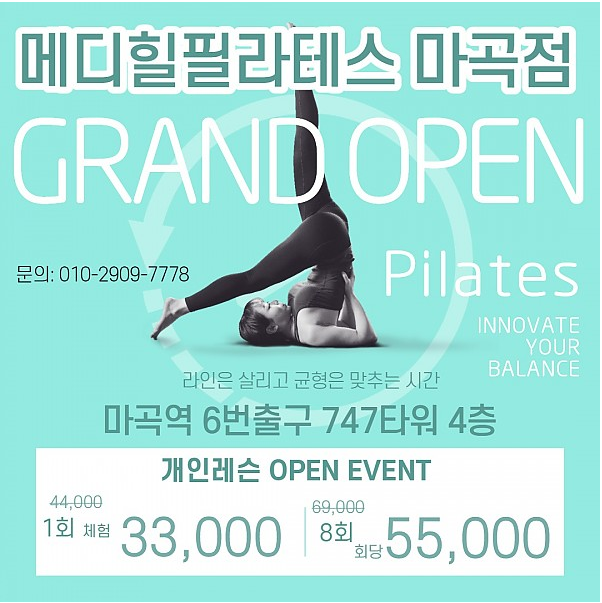 메디힐필라테스 마곡점
GRAND OPEN
문의: 010-2909-7778
Pilates
INNOVATE
YOUR
BALANCE
라인은 살리고 균형은 맞추는 시간
마곡역 6번출구 747타워 4층
개인레슨 OPEN EVENT
44,000
1회 체험 33,000
69,000
8회 회당 55,000